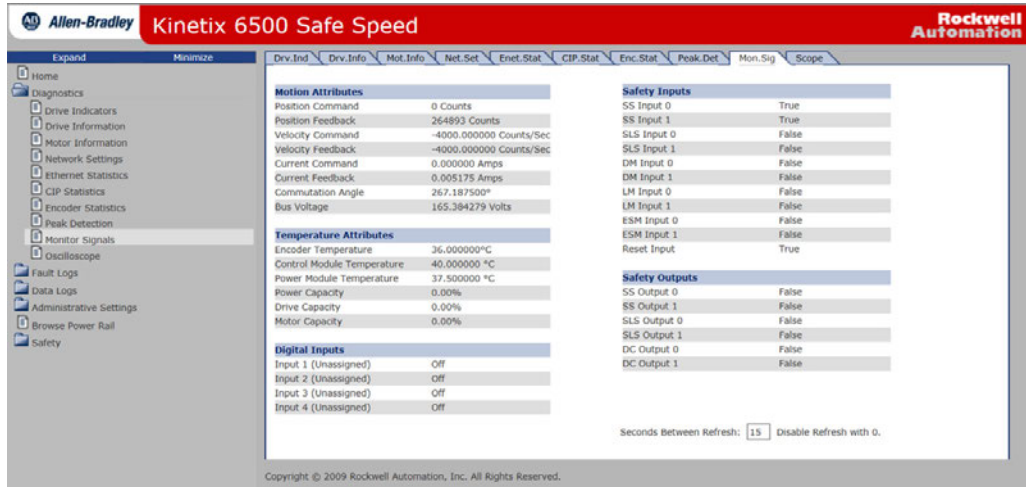 AB Allen-Bradley Kinetix 6500 Safe Speed Rockwell Automation
Expand Minimize
Home
Diagnostics
Drive Indicators
Drive Information
Motor Information
Network Settings
Ethernet Statistics
CIP Statistics
Encoder Statistics
Peak Detection
Monitor Signals
Oscilloscope
Fault Logs
Data Logs
Administrative Settings
Browse Power Rail
Safety
Drv.Ind Drv.Info Mot.Info Net.Set Enet.Stat CIP.Stat Enc.Stat Peak.Det Mon.Sig Scope
Motion Attributes
Position Command 0 Counts
Position Feedback 264893 Counts
Velocity Command -4000.000000 Counts/Sec
Velocity Feedback -4000.000000 Counts/Sec
Current Command 0.000000 Amps
Current Feedback 0.005175 Amps
Commutation Angle 267.187500°
Bus Voltage 165.384279 Volts
Temperature Attributes
Encoder Temperature 36.000000°C
Control Module Temperature 40.000000 °C
Power Module Temperature 37.500000 °C
Power Capacity 0.00%
Drive Capacity 0.00%
Motor Capacity 0.00%
Digital Inputs
Input 1 (Unassigned) Off
Input 2 (Unassigned) Off
Input 3 (Unassigned) Off
Input 4 (Unassigned) Off
Safety Inputs
SS Input 0 True
SS Input 1 True
SLS Input 0 False
SLS Input 1 False
DM Input 0 False
DM Input 1 False
LM Input 0 False
LM Input 1 False
ESM Input 0 False
ESM Input 1 False
Reset Input True
Safety Outputs
SS Output 0 False
SS Output 1 False
SLS Output 0 False
SLS Output 1 False
DC Output 0 False
DC Output 1 False
Seconds Between Refresh: 15 Disable Refresh with 0.
Copyright © 2009 Rockwell Automation, Inc. All Rights Reserved.